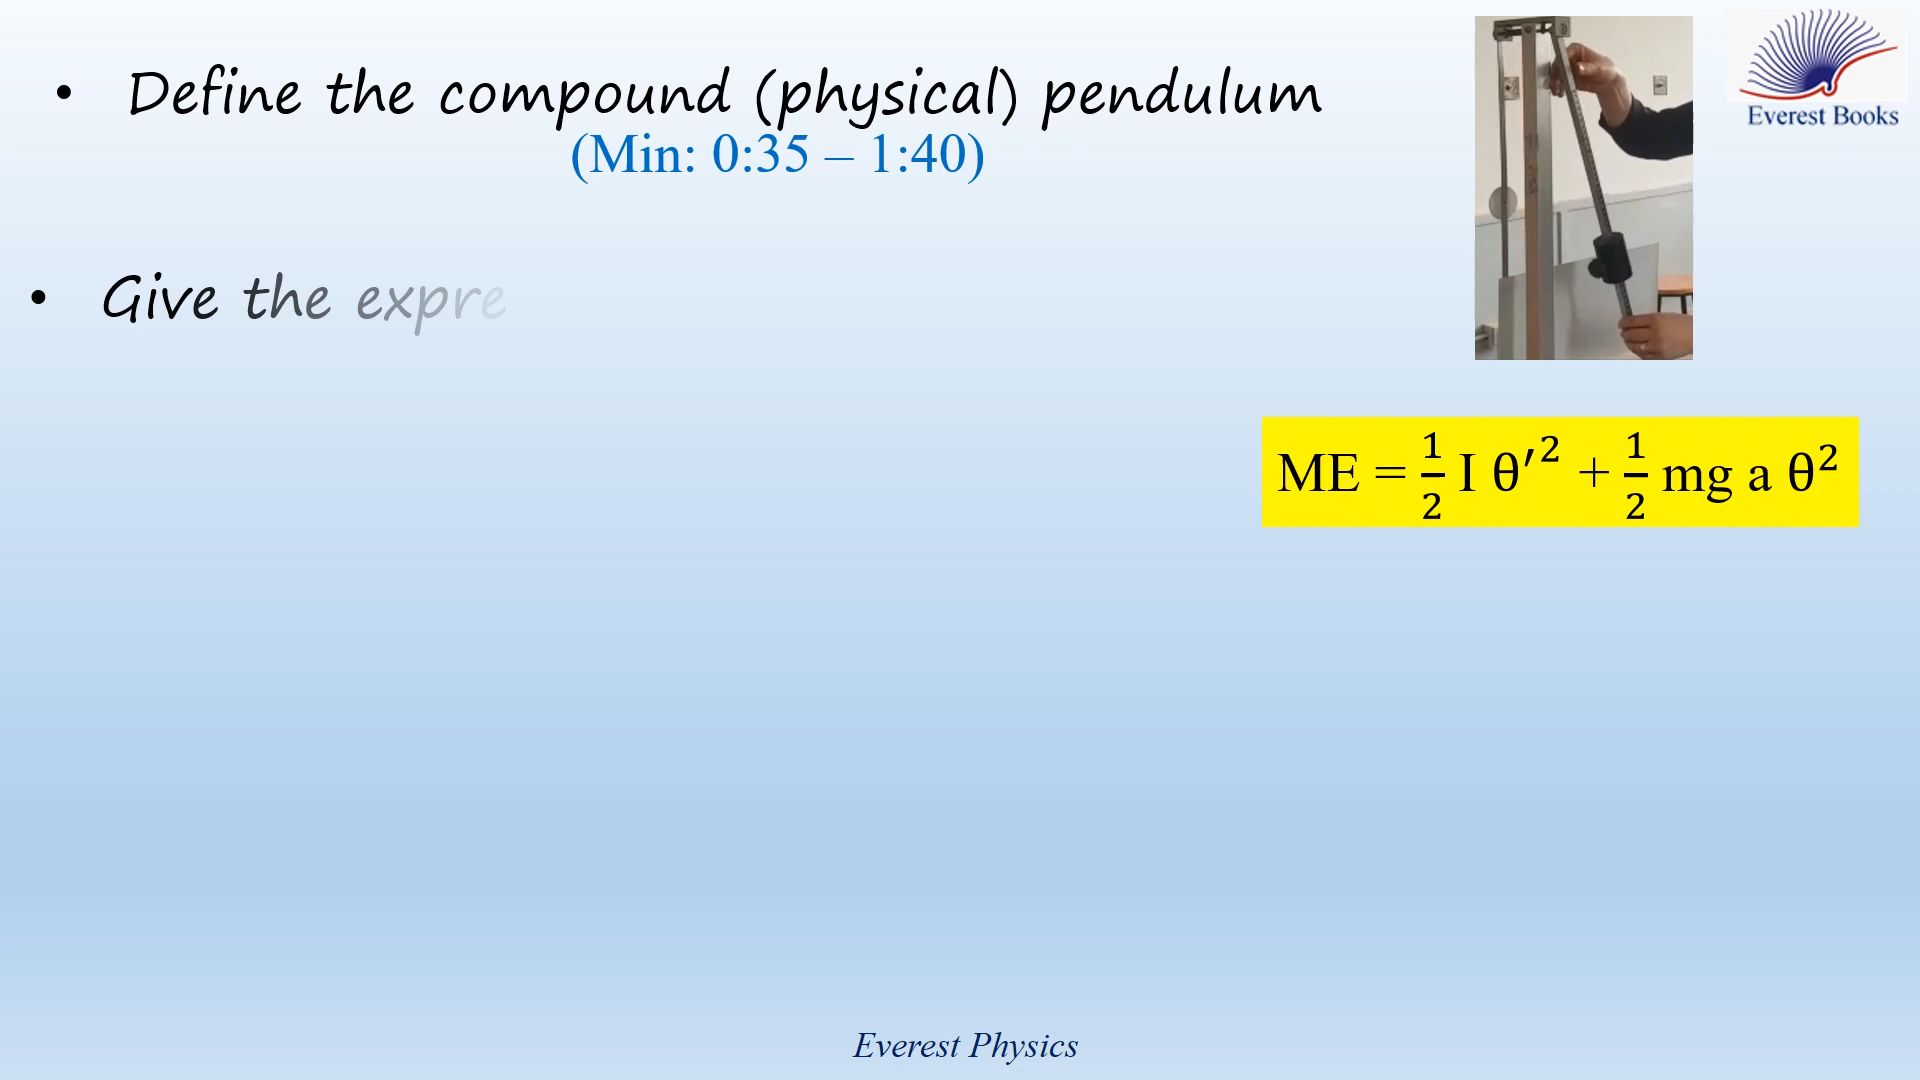 • Define the compound (physical) pendulum
(Min: 0:35 – 1:40)
Everest Books
• Give the expre
ME = 1/2 I θ′² + 1/2 mg a θ²
Everest Physics